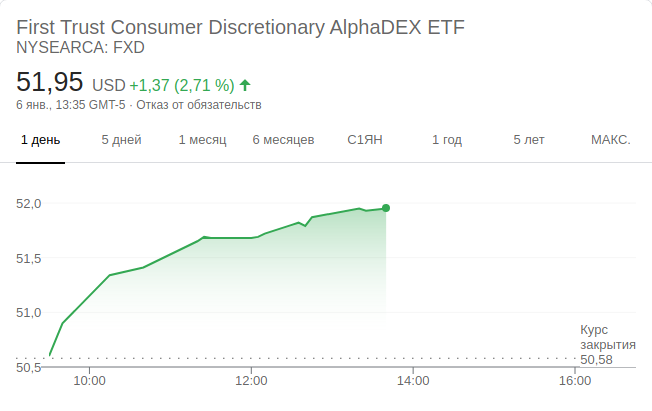 First Trust Consumer Discretionary AlphaDEX ETF
NYSEARCA: FXD
51,95 USD +1,37 (2,71 %)
6 янв., 13:35 GMT-5 · Отказ от обязательств
1 день 5 дней 1 месяц 6 месяцев С1ЯН 1 год 5 лет МАКС.
52,0
51,5
51,0
50,5
Курс
закрытия
50,58
10:00 12:00 14:00 16:00